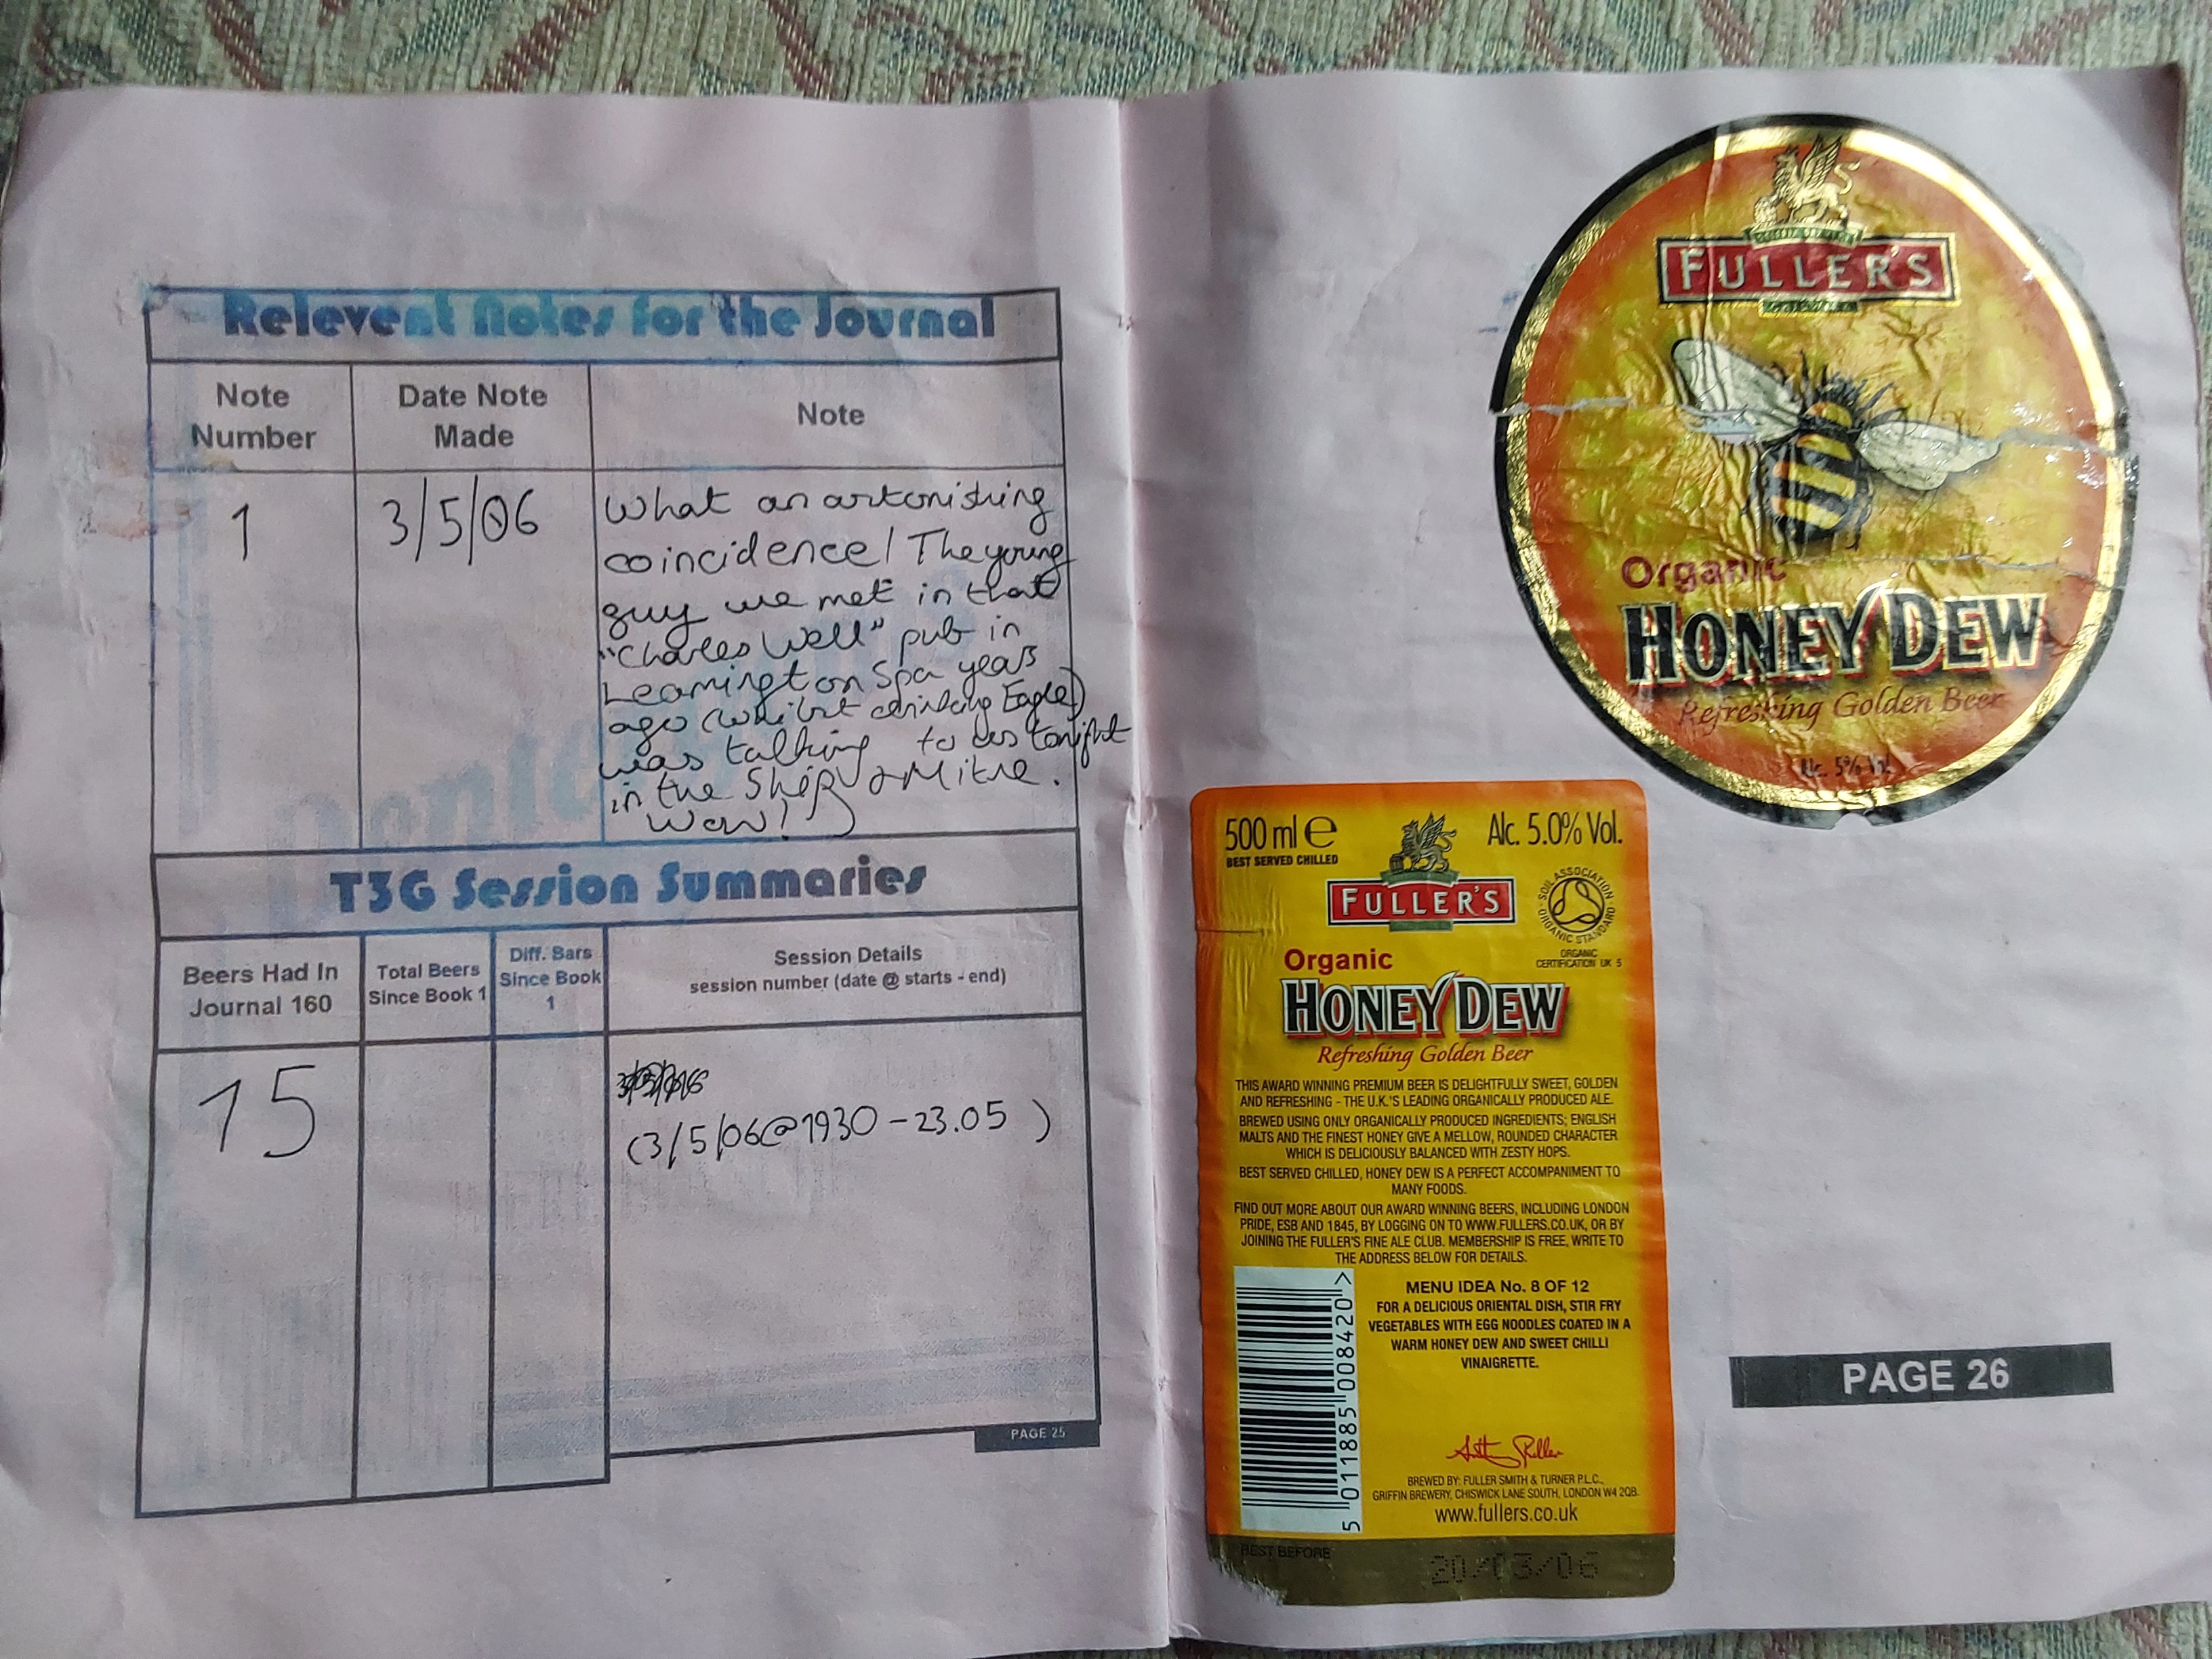 Relevent Notes for the Journal
Note Number
Date Note Made
Note
1
3/5/06
What an astonishing
coincidence! The young
guy we met in that
"Charles Well" pub in
Leamington Spa years
ago (whilst drinking Eagle)
was talking to us tonight
in the Ship & Mitre.
Wow!
T3G Session Summaries
Beers Had In
Journal 160
Total Beers
Since Book 1
Diff. Bars
Since Book
1
Session Details
session number (date @ starts - end)
15
(3/5/06@1930 - 23.05 )
PAGE 25
FULLER'S
Organic
HONEY DEW
Refreshing Golden Beer
Alc. 5% Vol
500 ml e
BEST SERVED CHILLED
Alc. 5.0% Vol.
FULLER'S
SOIL ASSOCIATION
ORGANIC STANDARD
ORGANIC
CERTIFICATION UK 5
Organic
HONEY DEW
Refreshing Golden Beer
THIS AWARD WINNING PREMIUM BEER IS DELIGHTFULLY SWEET, GOLDEN
AND REFRESHING - THE U.K.'S LEADING ORGANICALLY PRODUCED ALE.
BREWED USING ONLY ORGANICALLY PRODUCED INGREDIENTS; ENGLISH
MALTS AND THE FINEST HONEY GIVE A MELLOW, ROUNDED CHARACTER
WHICH IS DELICIOUSLY BALANCED WITH ZESTY HOPS.
BEST SERVED CHILLED, HONEY DEW IS A PERFECT ACCOMPANIMENT TO
MANY FOODS.
FIND OUT MORE ABOUT OUR AWARD WINNING BEERS, INCLUDING LONDON
PRIDE, ESB AND 1845, BY LOGGING ON TO WWW.FULLERS.CO.UK, OR BY
JOINING THE FULLER'S FINE ALE CLUB. MEMBERSHIP IS FREE, WRITE TO
THE ADDRESS BELOW FOR DETAILS.
MENU IDEA No. 8 OF 12
FOR A DELICIOUS ORIENTAL DISH, STIR FRY
VEGETABLES WITH EGG NOODLES COATED IN A
WARM HONEY DEW AND SWEET CHILLI
VINAIGRETTE.
5 011885 008420 >
BREWED BY: FULLER SMITH & TURNER P.L.C.,
GRIFFIN BREWERY, CHISWICK LANE SOUTH, LONDON W4 2QB.
www.fullers.co.uk
BEST BEFORE
20/03/06
PAGE 26